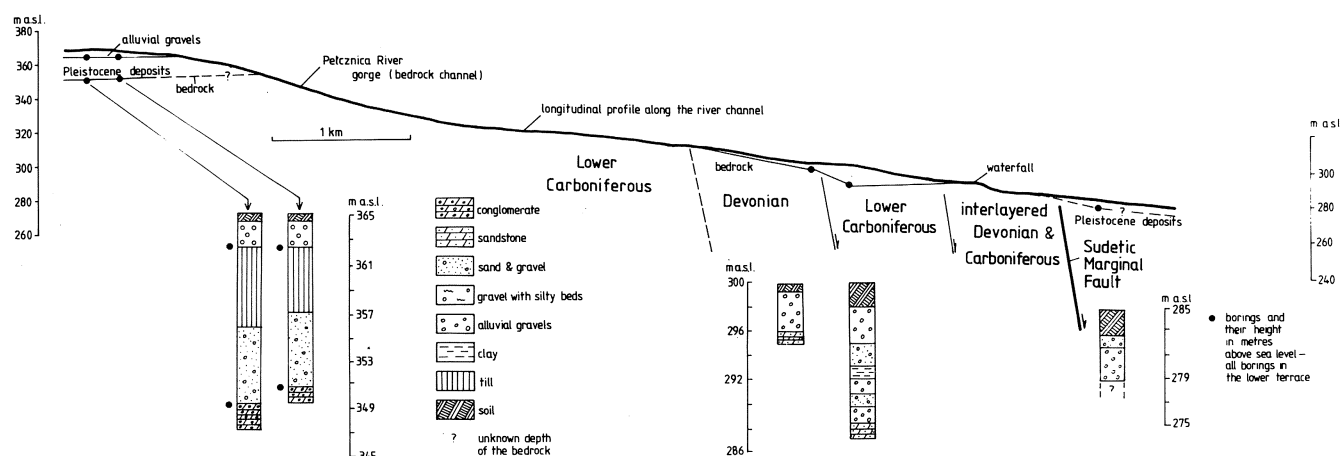 m a.s.l.
380
360
340
320
300
280
260
alluvial gravels
Pleistocene deposits
?
bedrock
Pełcznica River
gorge (bedrock channel)
1 km
longitudinal profile along the river channel
Lower
Carboniferous
bedrock
Devonian
Lower
Carboniferous
waterfall
interlayered
Devonian &
Carboniferous
Sudetic
Marginal
Fault
?
Pleistocene deposits
m a.s.l
300
280
260
240
m a.s.l.
365
361
357
353
349
345
conglomerate
sandstone
sand & gravel
gravel with silty beds
alluvial gravels
clay
till
soil
? unknown depth
of the bedrock
m a.s.l.
300
296
292
286
m a.s.l
285
279
275
?
borings and
their height
in metres
above sea level –
all borings in
the lower terrace